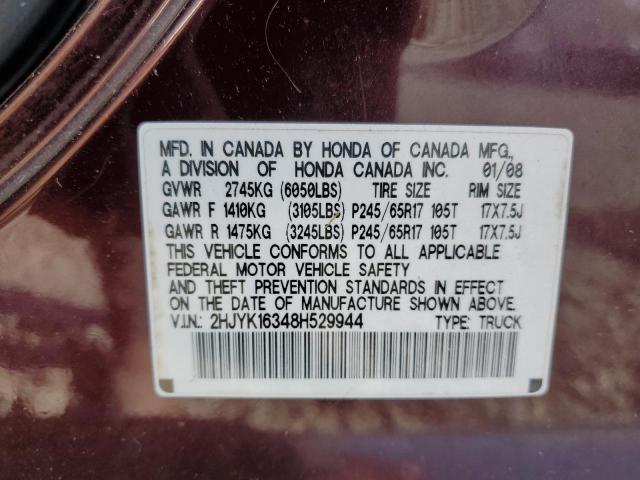 MFD. IN CANADA BY HONDA OF CANADA MFG.,
A DIVISION OF HONDA CANADA INC. 01/08
GVWR 2745KG (6050LBS) TIRE SIZE RIM SIZE
GAWR F 1410KG (3105LBS) P245/65R17 105T 17X7.5J
GAWR R 1475KG (3245LBS) P245/65R17 105T 17X7.5J
THIS VEHICLE CONFORMS TO ALL APPLICABLE
FEDERAL MOTOR VEHICLE SAFETY
AND THEFT PREVENTION STANDARDS IN EFFECT
ON THE DATE OF MANUFACTURE SHOWN ABOVE.
V.I.N.: 2HJYK16348H529944 TYPE: TRUCK